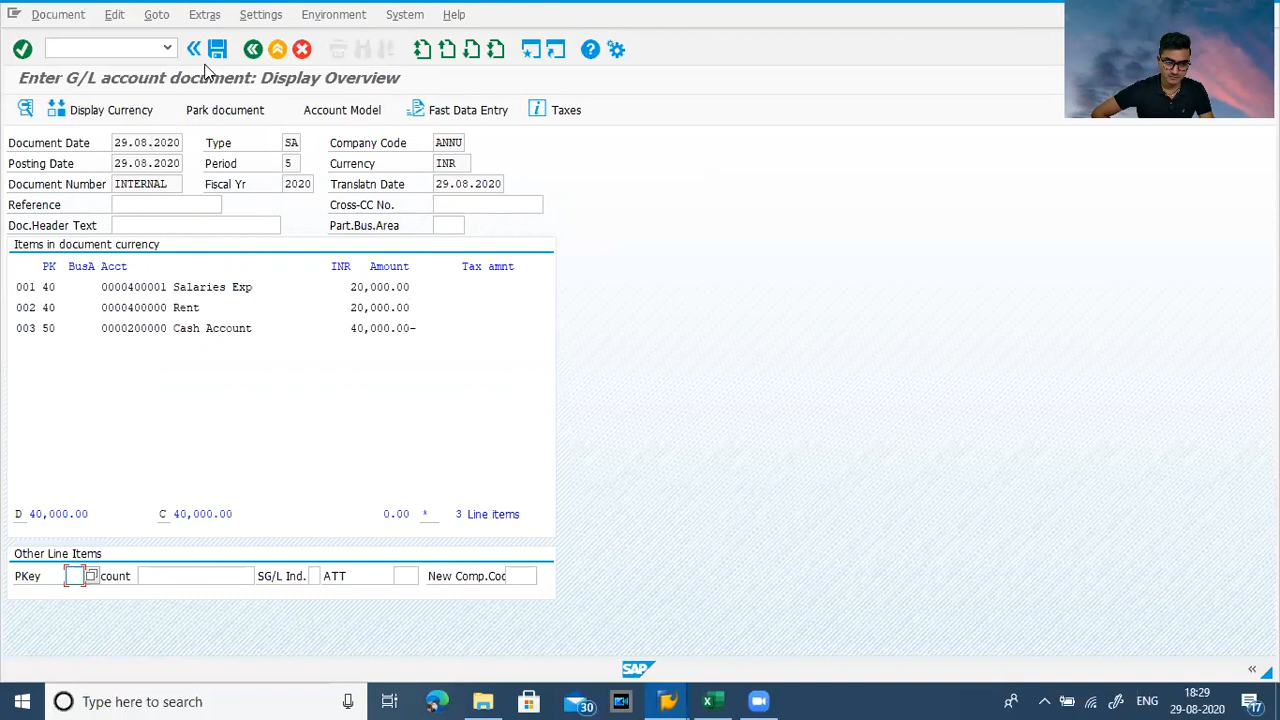 Document Edit Goto Extras Settings Environment System Help
Enter G/L account document: Display Overview
Display Currency Park document Account Model Fast Data Entry Taxes
Document Date 29.08.2020 Type SA Company Code ANNU
Posting Date 29.08.2020 Period 5 Currency INR
Document Number INTERNAL Fiscal Yr 2020 Translatn Date 29.08.2020
Reference Cross-CC No.
Doc.Header Text Part.Bus.Area
Items in document currency
PK BusA Acct INR Amount Tax amnt
001 40 0000400001 Salaries Exp 20,000.00
002 40 0000400000 Rent 20,000.00
003 50 0000200000 Cash Account 40,000.00-
D 40,000.00 C 40,000.00 0.00 * 3 Line items
Other Line Items
PKey count SG/L Ind. ATT New Comp.Cod
SAP
Type here to search 30 ENG 18:29
29-08-2020 17